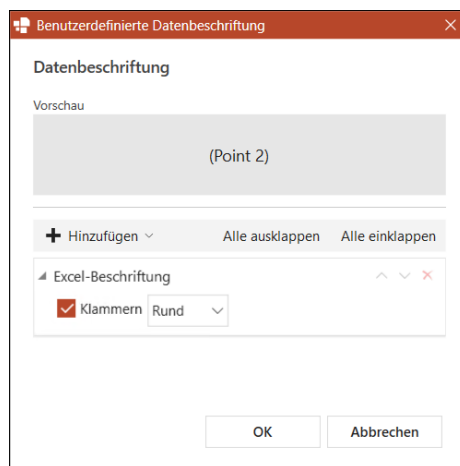 Benutzerdefinierte Datenbeschriftung
Datenbeschriftung
Vorschau
(Point 2)
Hinzufügen Alle ausklappen Alle einklappen
Excel-Beschriftung
Klammern Rund
OK Abbrechen